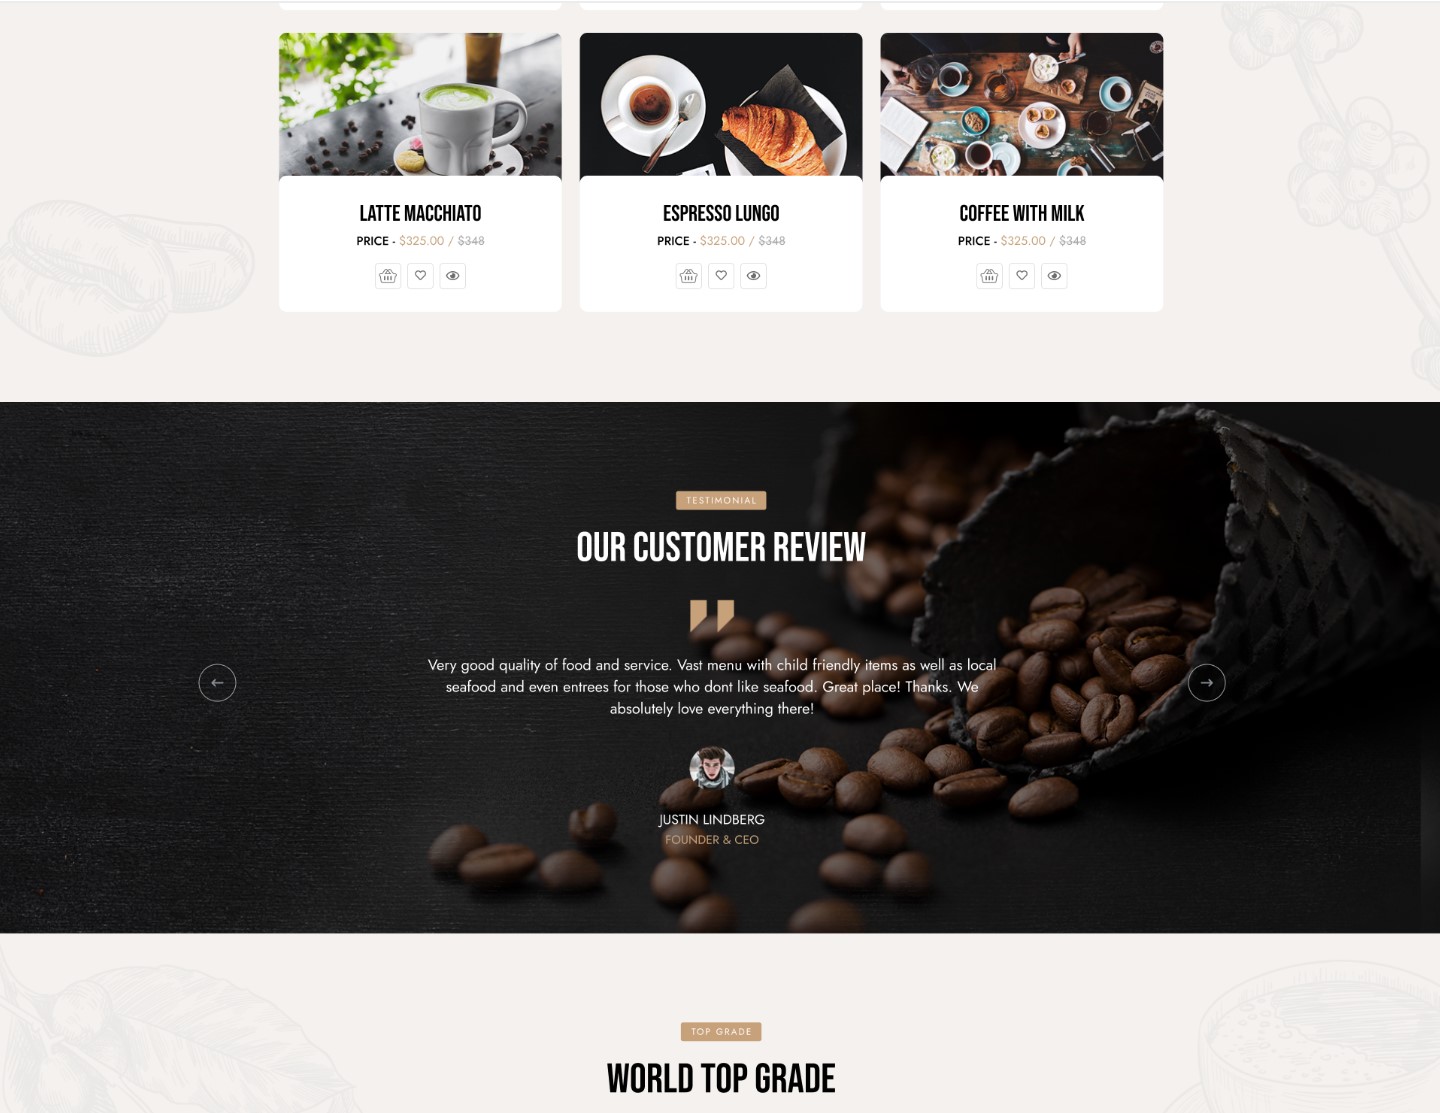 LATTE MACCHIATO
PRICE - $325.00 / $348
ESPRESSO LUNGO
PRICE - $325.00 / $348
COFFEE WITH MILK
PRICE - $325.00 / $348
TESTIMONIAL
OUR CUSTOMER REVIEW
Very good quality of food and service. Vast menu with child friendly items as well as local
seafood and even entrees for those who dont like seafood. Great place! Thanks. We
absolutely love everything there!
JUSTIN LINDBERG
FOUNDER & CEO
TOP GRADE
WORLD TOP GRADE